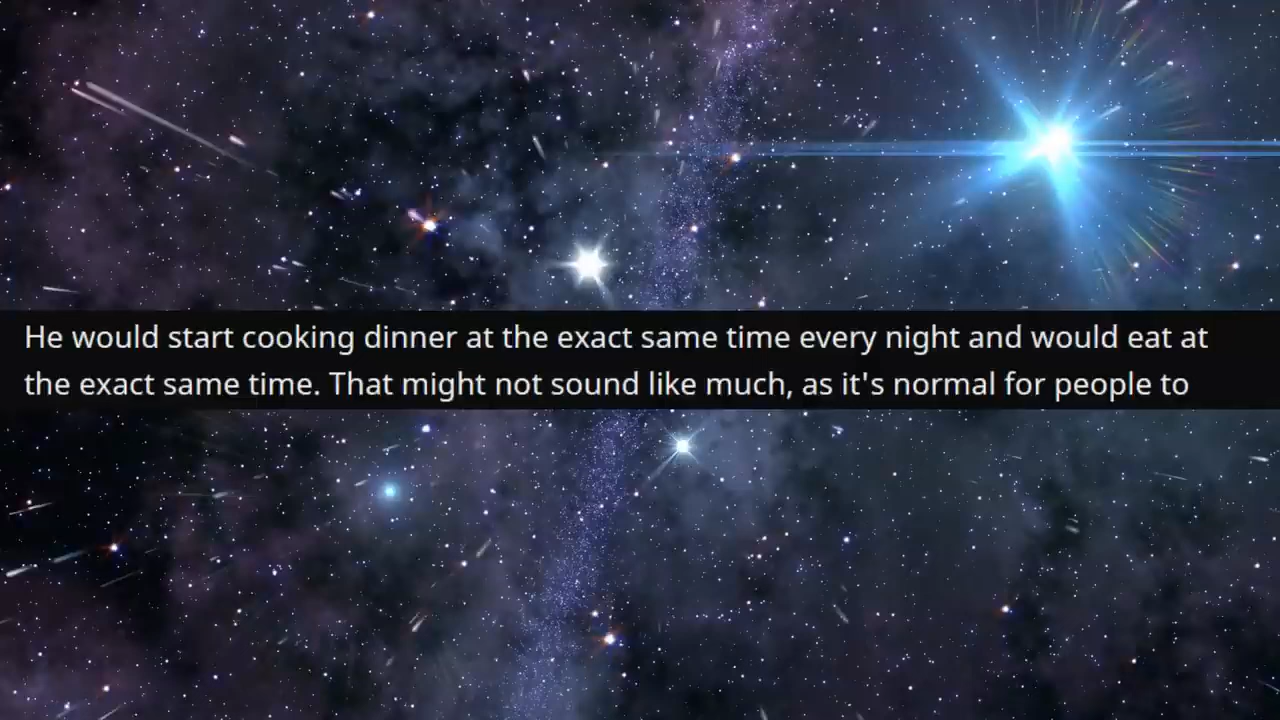 He would start cooking dinner at the exact same time every night and would eat at
the exact same time. That might not sound like much, as it's normal for people to